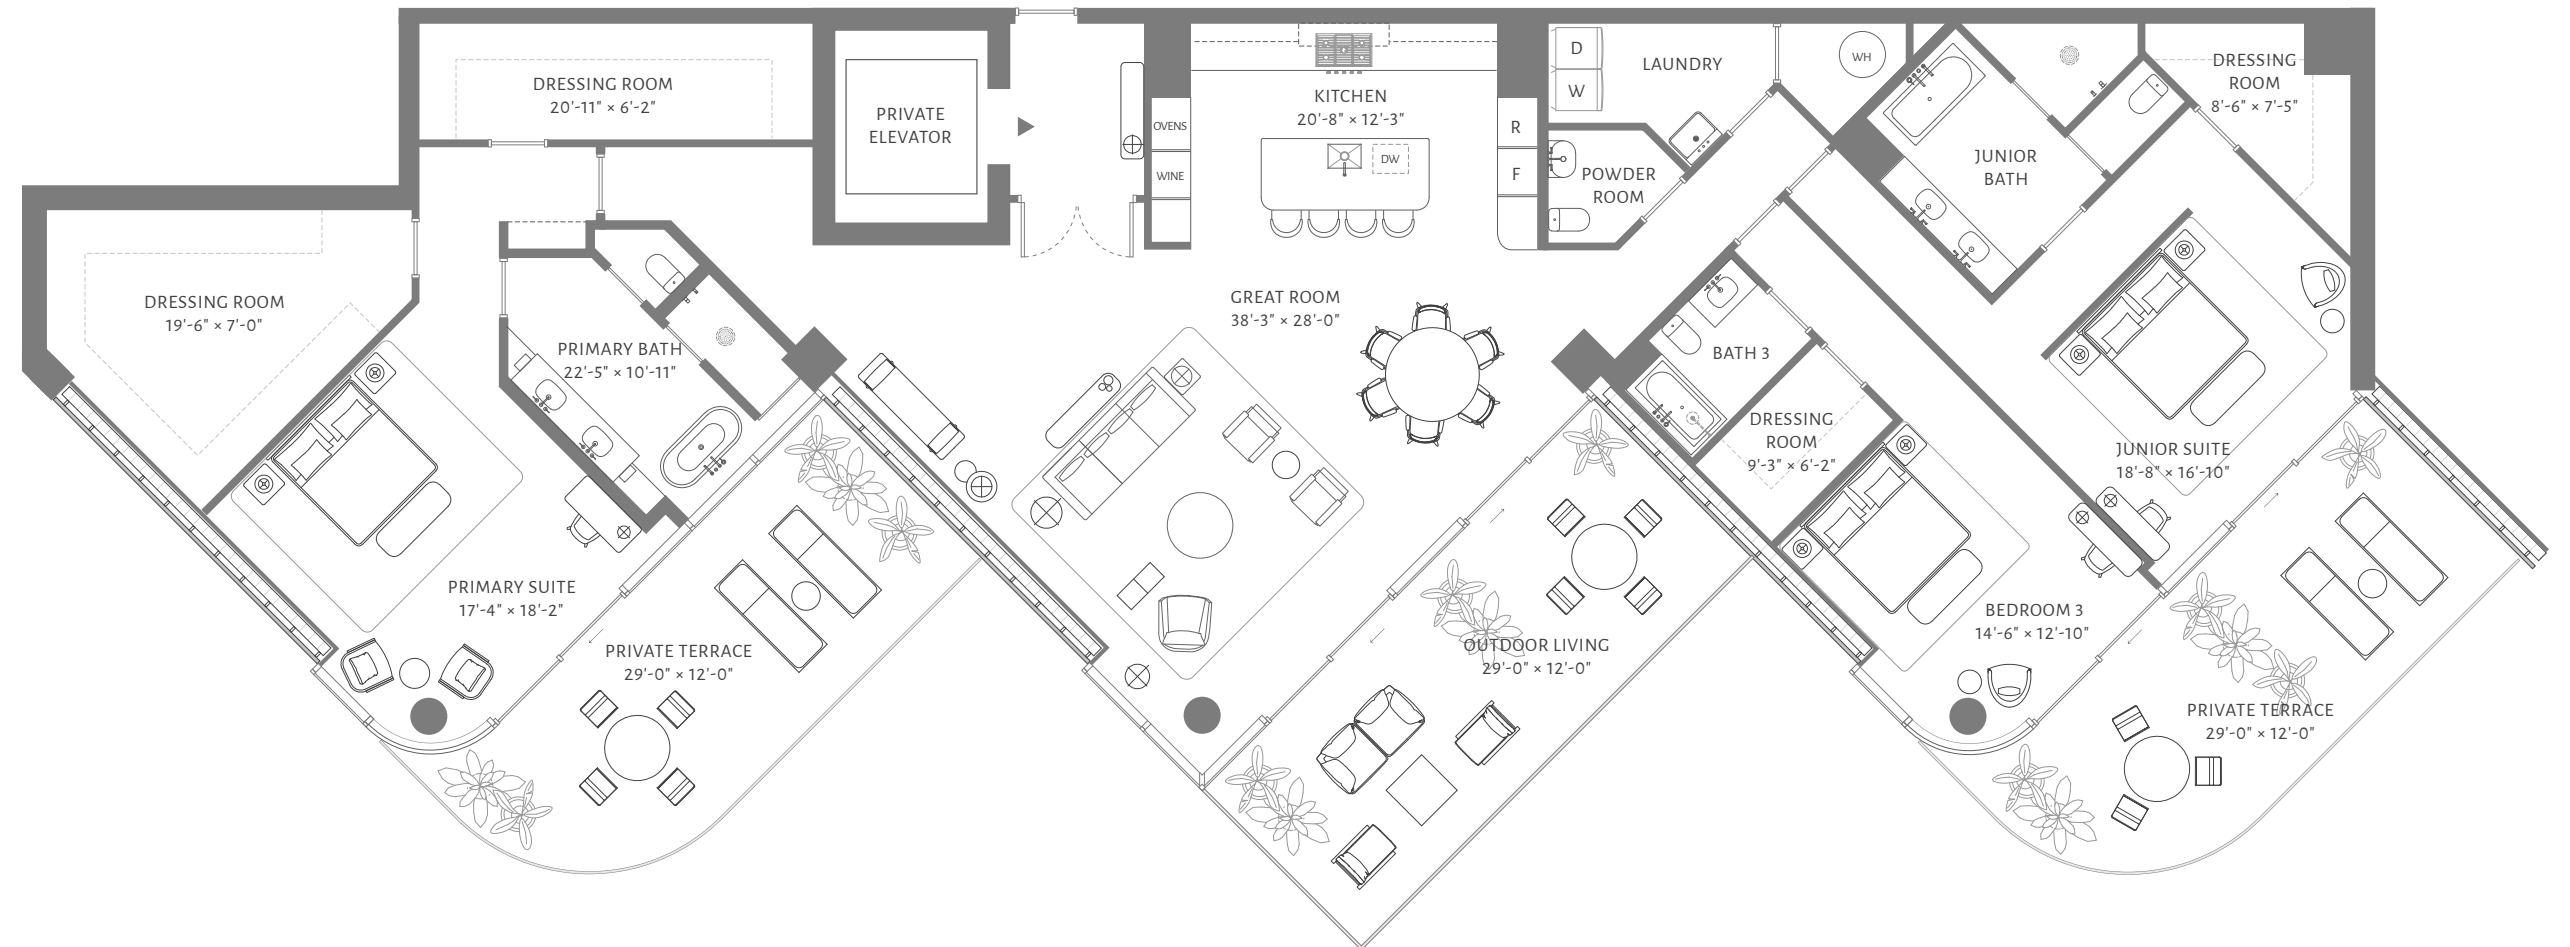 DRESSING ROOM
20'-11" × 6'-2"
PRIVATE
ELEVATOR
OVENS
WINE
KITCHEN
20'-8" × 12'-3"
DW
R
F
D
W
LAUNDRY
WH
POWDER
ROOM
JUNIOR
BATH
DRESSING
ROOM
8'-6" × 7'-5"
DRESSING ROOM
19'-6" × 7'-0"
PRIMARY BATH
22'-5" × 10'-11"
GREAT ROOM
38'-3" × 28'-0"
BATH 3
DRESSING
ROOM
9'-3" × 6'-2"
JUNIOR SUITE
18'-8" × 16'-10"
PRIMARY SUITE
17'-4" × 18'-2"
PRIVATE TERRACE
29'-0" × 12'-0"
OUTDOOR LIVING
29'-0" × 12'-0"
BEDROOM 3
14'-6" × 12'-10"
PRIVATE TERRACE
29'-0" × 12'-0"